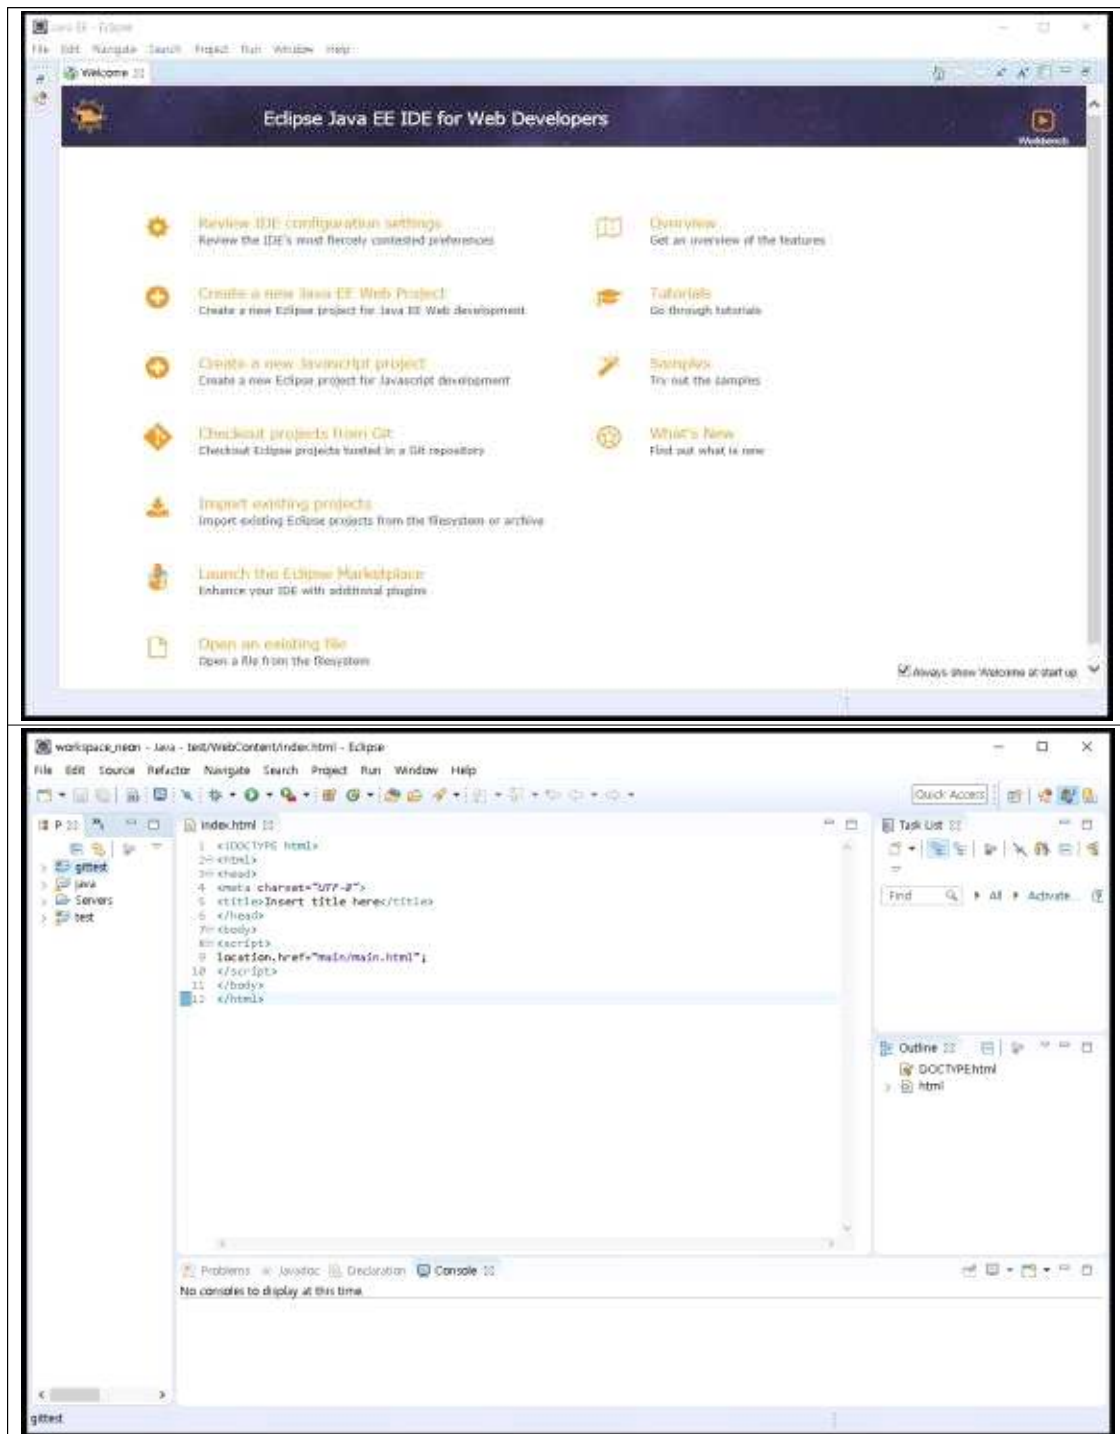 Java EE - Eclipse
File Edit Navigate Search Project Run Window Help
Welcome
Eclipse Java EE IDE for Web Developers
Workbench
Review IDE configuration settings
Review the IDE's most fiercely contested preferences
Overview
Get an overview of the features
Create a new Java EE Web Project
Create a new Eclipse project for Java EE Web development
Tutorials
Go through tutorials
Create a new Javascript project
Create a new Eclipse project for Javascript development
Samples
Try out the samples
Checkout projects from Git
Checkout Eclipse projects hosted in a Git repository
What's New
Find out what is new
Import existing projects
Import existing Eclipse projects from the filesystem or archive
Launch the Eclipse Marketplace
Enhance your IDE with additional plugins
Open an existing file
Open a file from the filesystem
Always show Welcome at start up
workspace_neon - Java - test/WebContent/index.html - Eclipse
File Edit Source Refactor Navigate Search Project Run Window Help
Quick Access
P
index.html
Task List
gittest
java
Servers
test
1 <!DOCTYPE html>
2 <html>
3 <head>
4 <meta charset="UTF-8">
5 <title>Insert title here</title>
6 </head>
7 <body>
8 <script>
9 location.href="main/main.html";
10 </script>
11 </body>
12 </html>
Find All Activate...
Outline
DOCTYPE:html
html
Problems Javadoc Declaration Console
No consoles to display at this time.
gittest